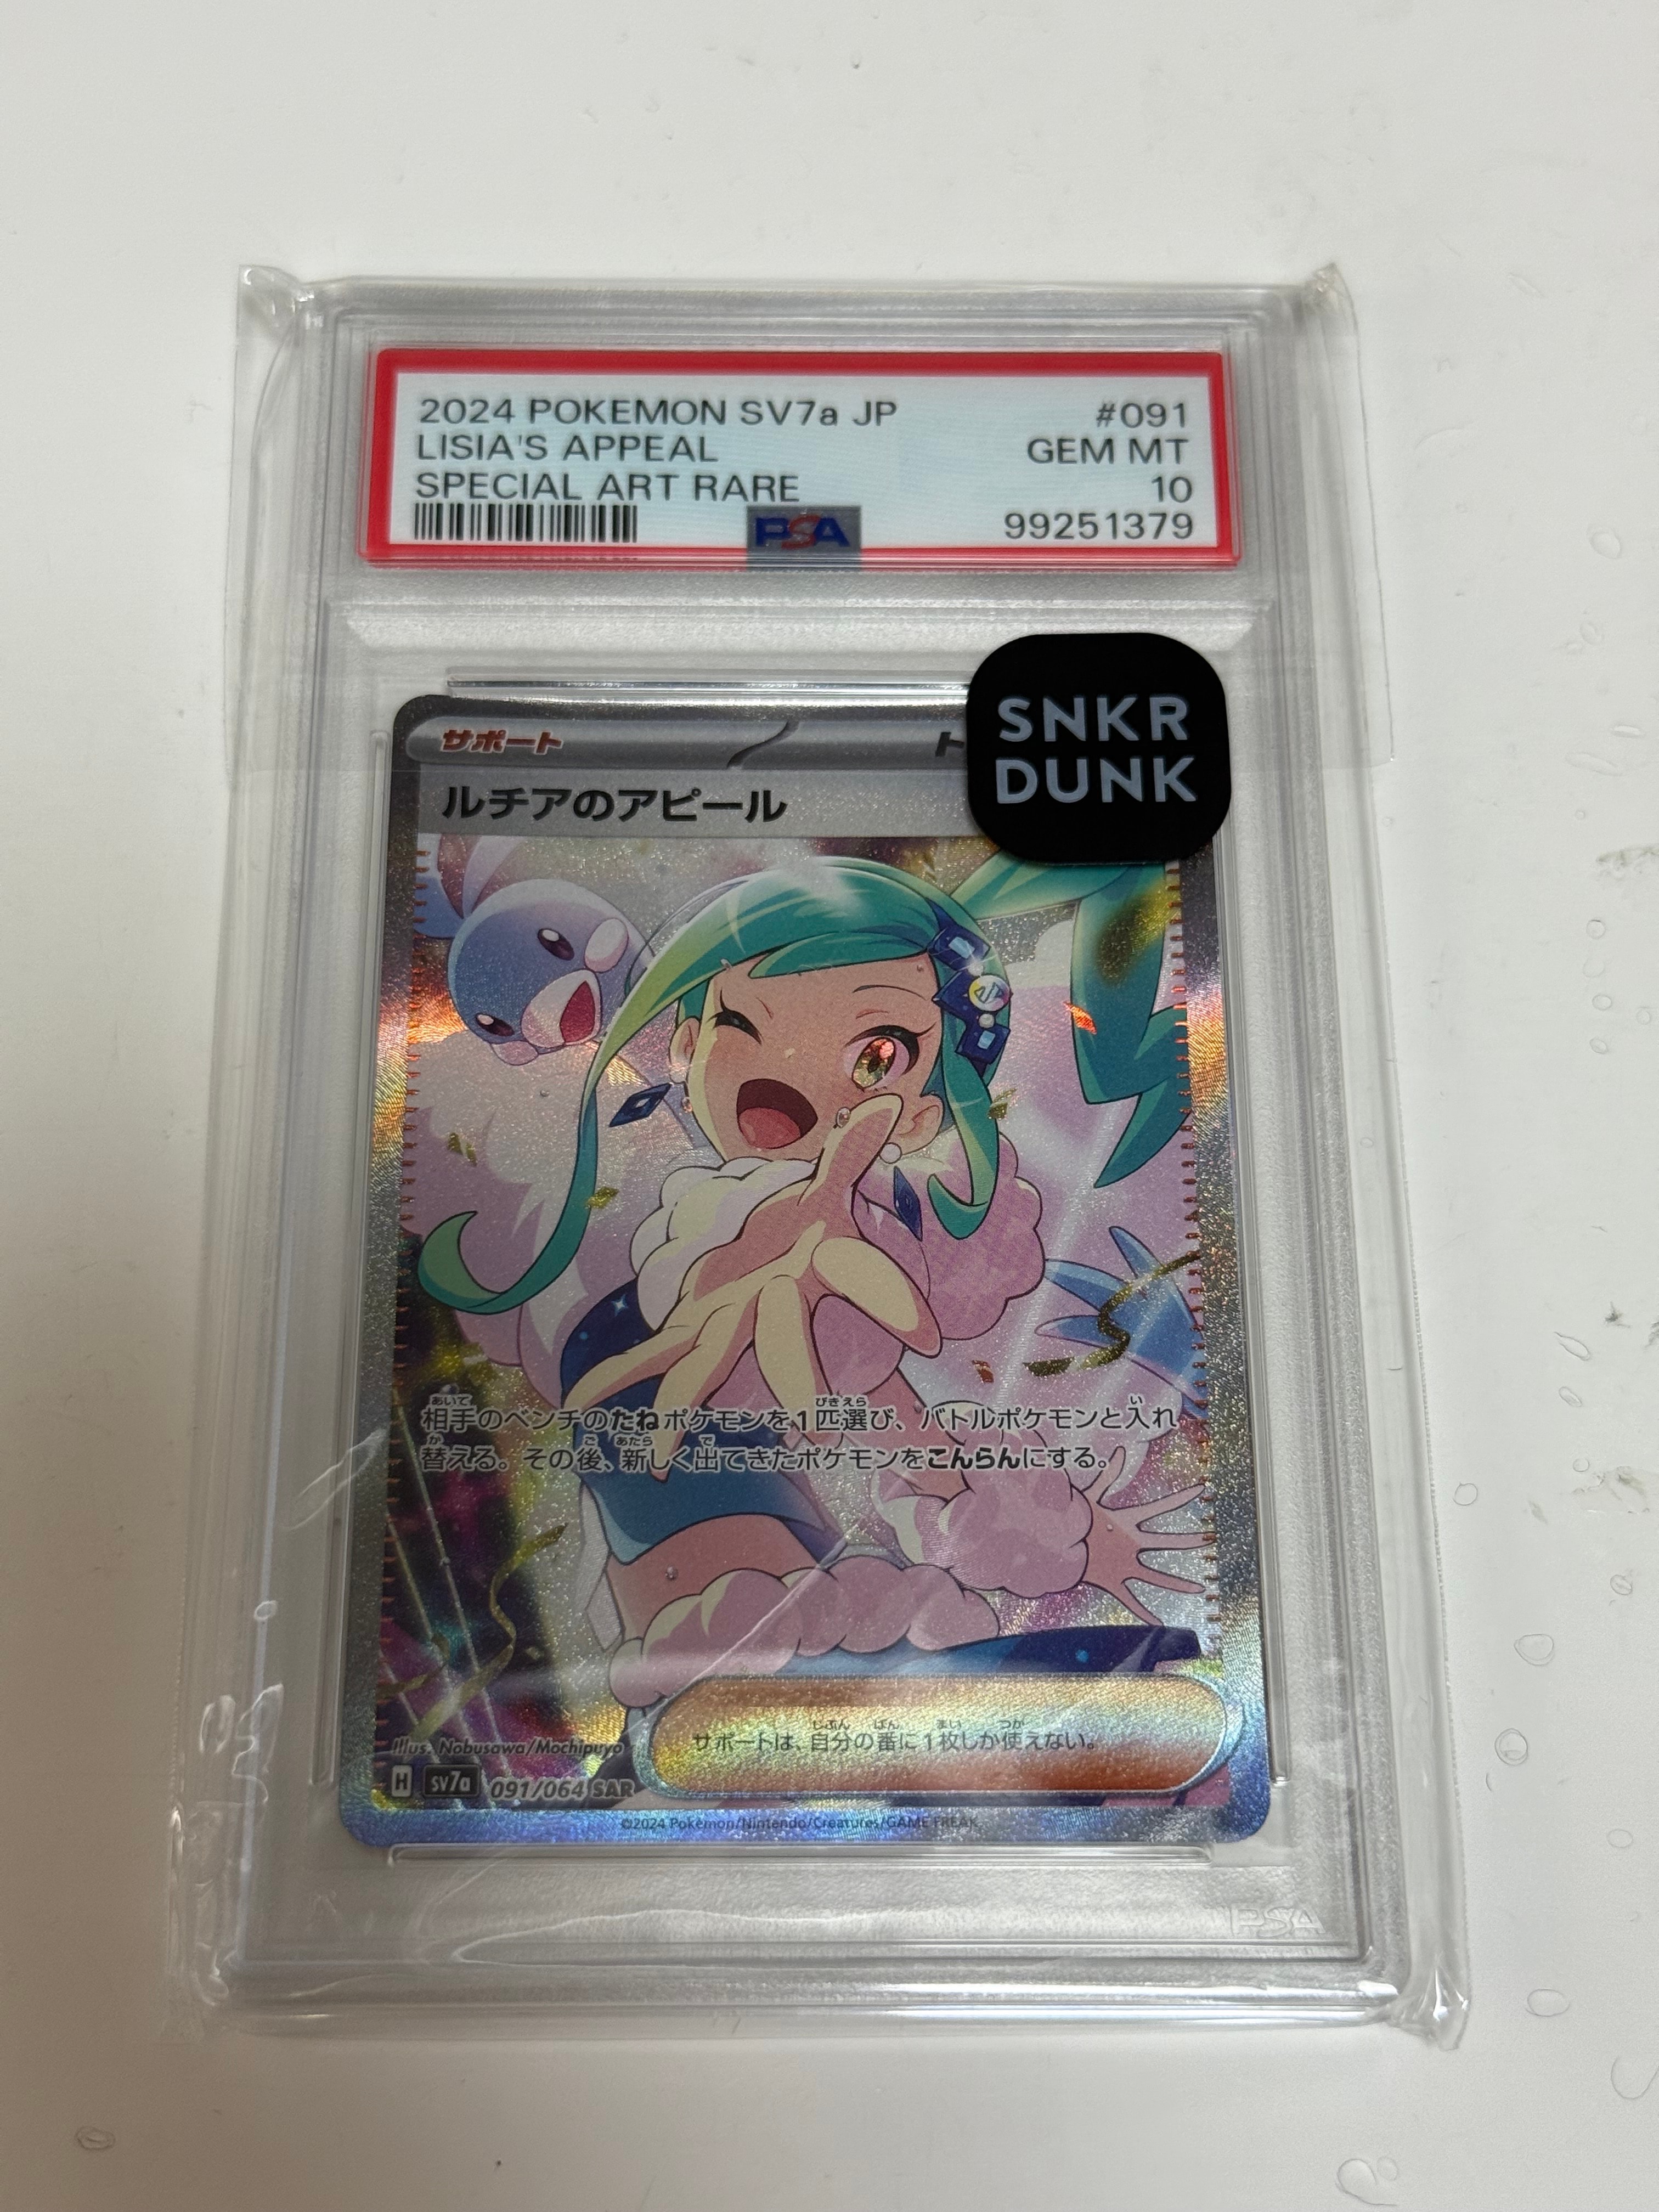 2024 POKEMON SV7a JP #091
LISIA'S APPEAL GEM MT
SPECIAL ART RARE 10
PSA 99251379
SNKR
DUNK
サポート ト
ルチアのアピール
相手のベンチのたねポケモンを1匹選び、バトルポケモンと入れ
替える。その後、新しく出てきたポケモンをこんらんにする。
サポートは、自分の番に1枚しか使えない。
Illus. Nobusawa/Mochipuyo
H sv7a 091/064 SAR
©2024 Pokémon/Nintendo/Creatures/GAME FREAK
PSA